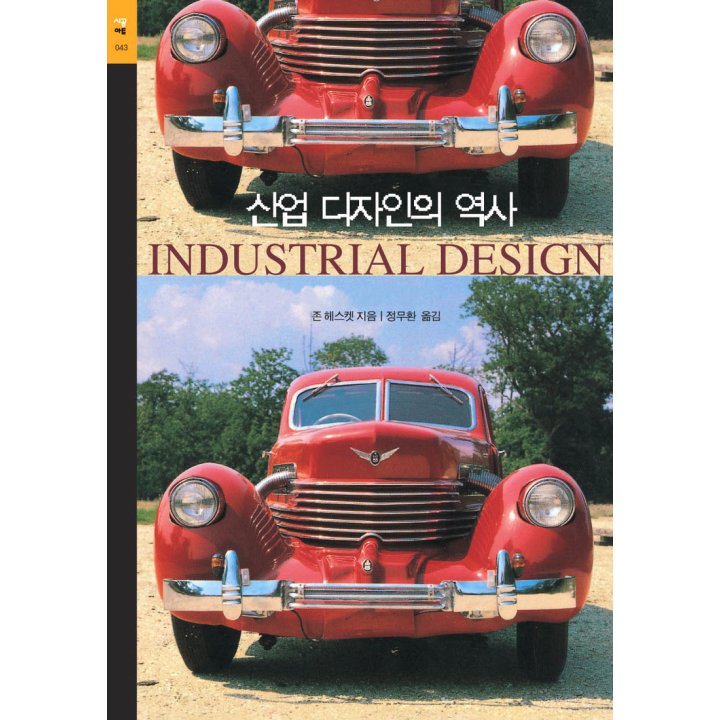 시공
아트
043
산업 디자인의 역사
INDUSTRIAL DESIGN
존 헤스켓 지음 | 정무환 옮김